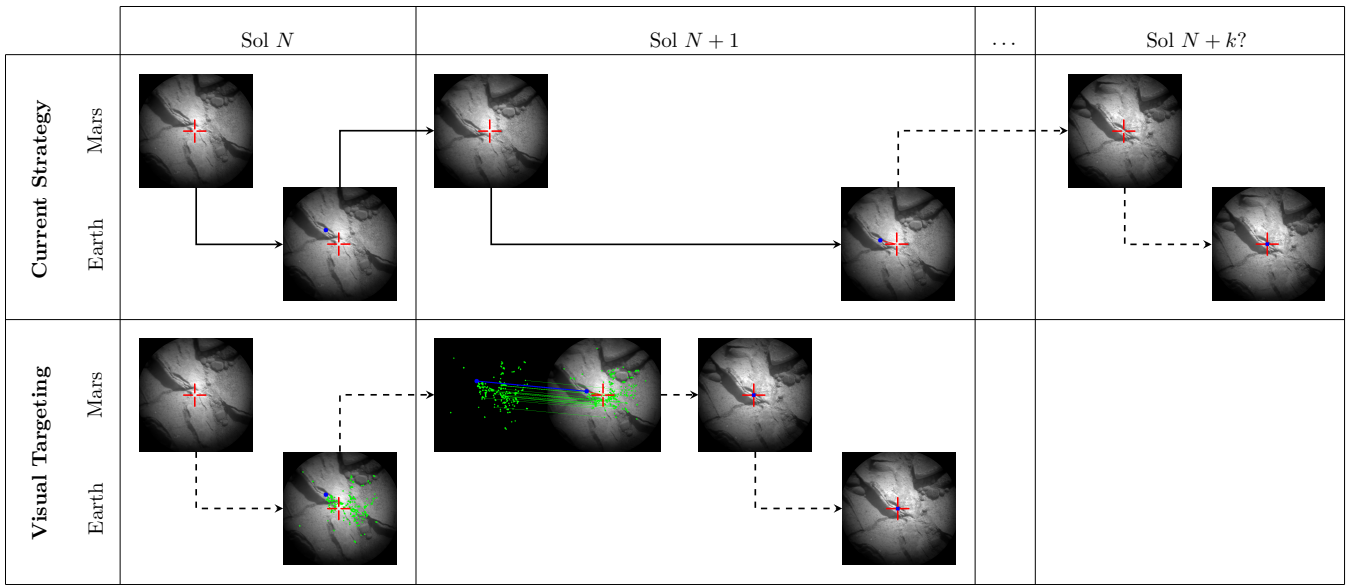 Sol N
Sol N + 1
...
Sol N + k?
Current Strategy
Mars
Earth
Visual Targeting
Mars
Earth